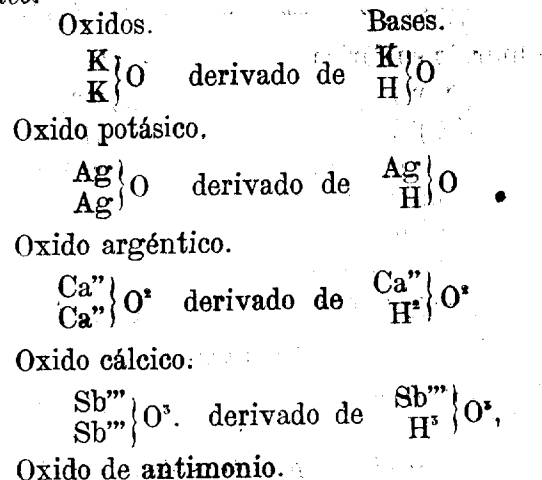 Oxidos. Bases.
K
K } O derivado de K
H } O
Oxido potásico.
Ag
Ag } O derivado de Ag
H } O
Oxido argéntico.
Ca”
Ca” } O² derivado de Ca”
H² } O²
Oxido cálcico.
Sb”’
Sb”’ } O³. derivado de Sb”’
H³ } O³,
Oxido de antimonio.